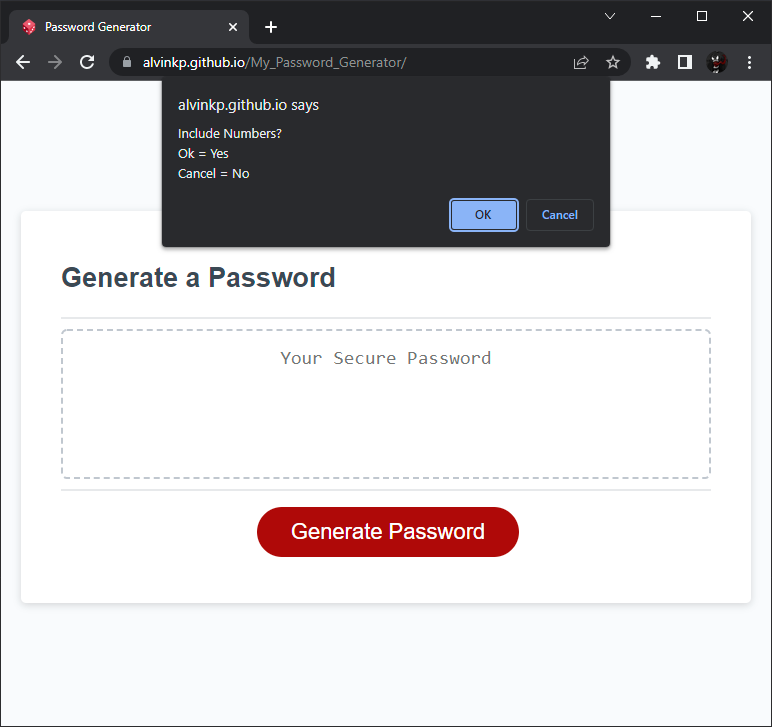 Password Generator
alvinkp.github.io/My_Password_Generator/
alvinkp.github.io says
Include Numbers?
Ok = Yes
Cancel = No
OK
Cancel
Generate a Password
Your Secure Password
Generate Password